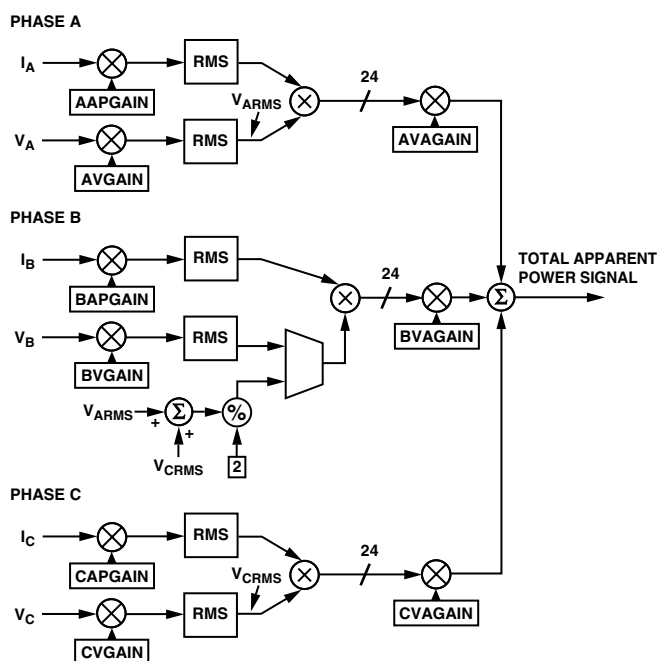 PHASE A
I_A
RMS
24
AAPGAIN
V_ARMS
V_A
RMS
AVAGAIN
AVGAIN
PHASE B
I_B
RMS
24
TOTAL APPARENT
POWER SIGNAL
BAPGAIN
Σ
V_B
RMS
BVAGAIN
BVGAIN
V_ARMS
Σ
%
+
+
V_CRMS
2
PHASE C
I_C
RMS
24
CAPGAIN
V_CRMS
V_C
RMS
CVAGAIN
CVGAIN